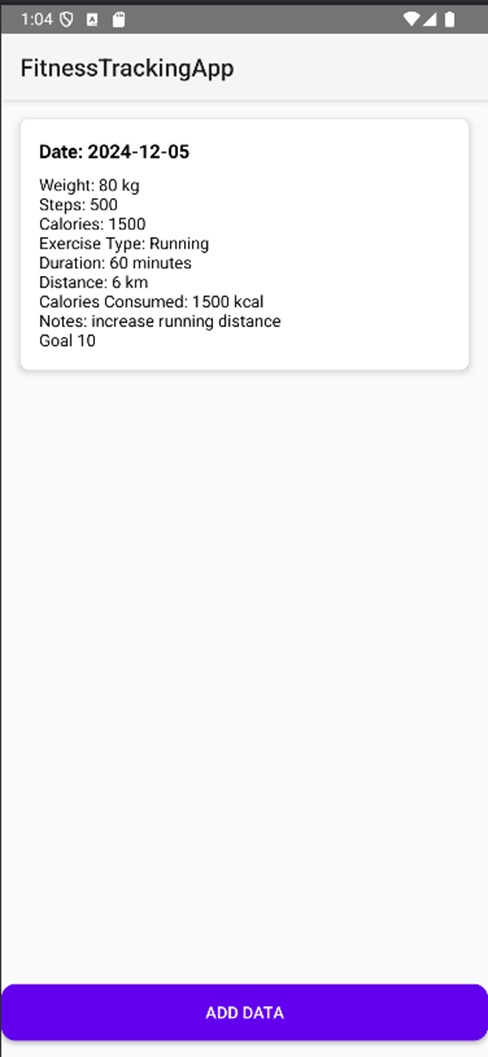 1:04
FitnessTrackingApp
Date: 2024-12-05
Weight: 80 kg
Steps: 500
Calories: 1500
Exercise Type: Running
Duration: 60 minutes
Distance: 6 km
Calories Consumed: 1500 kcal
Notes: increase running distance
Goal 10
ADD DATA